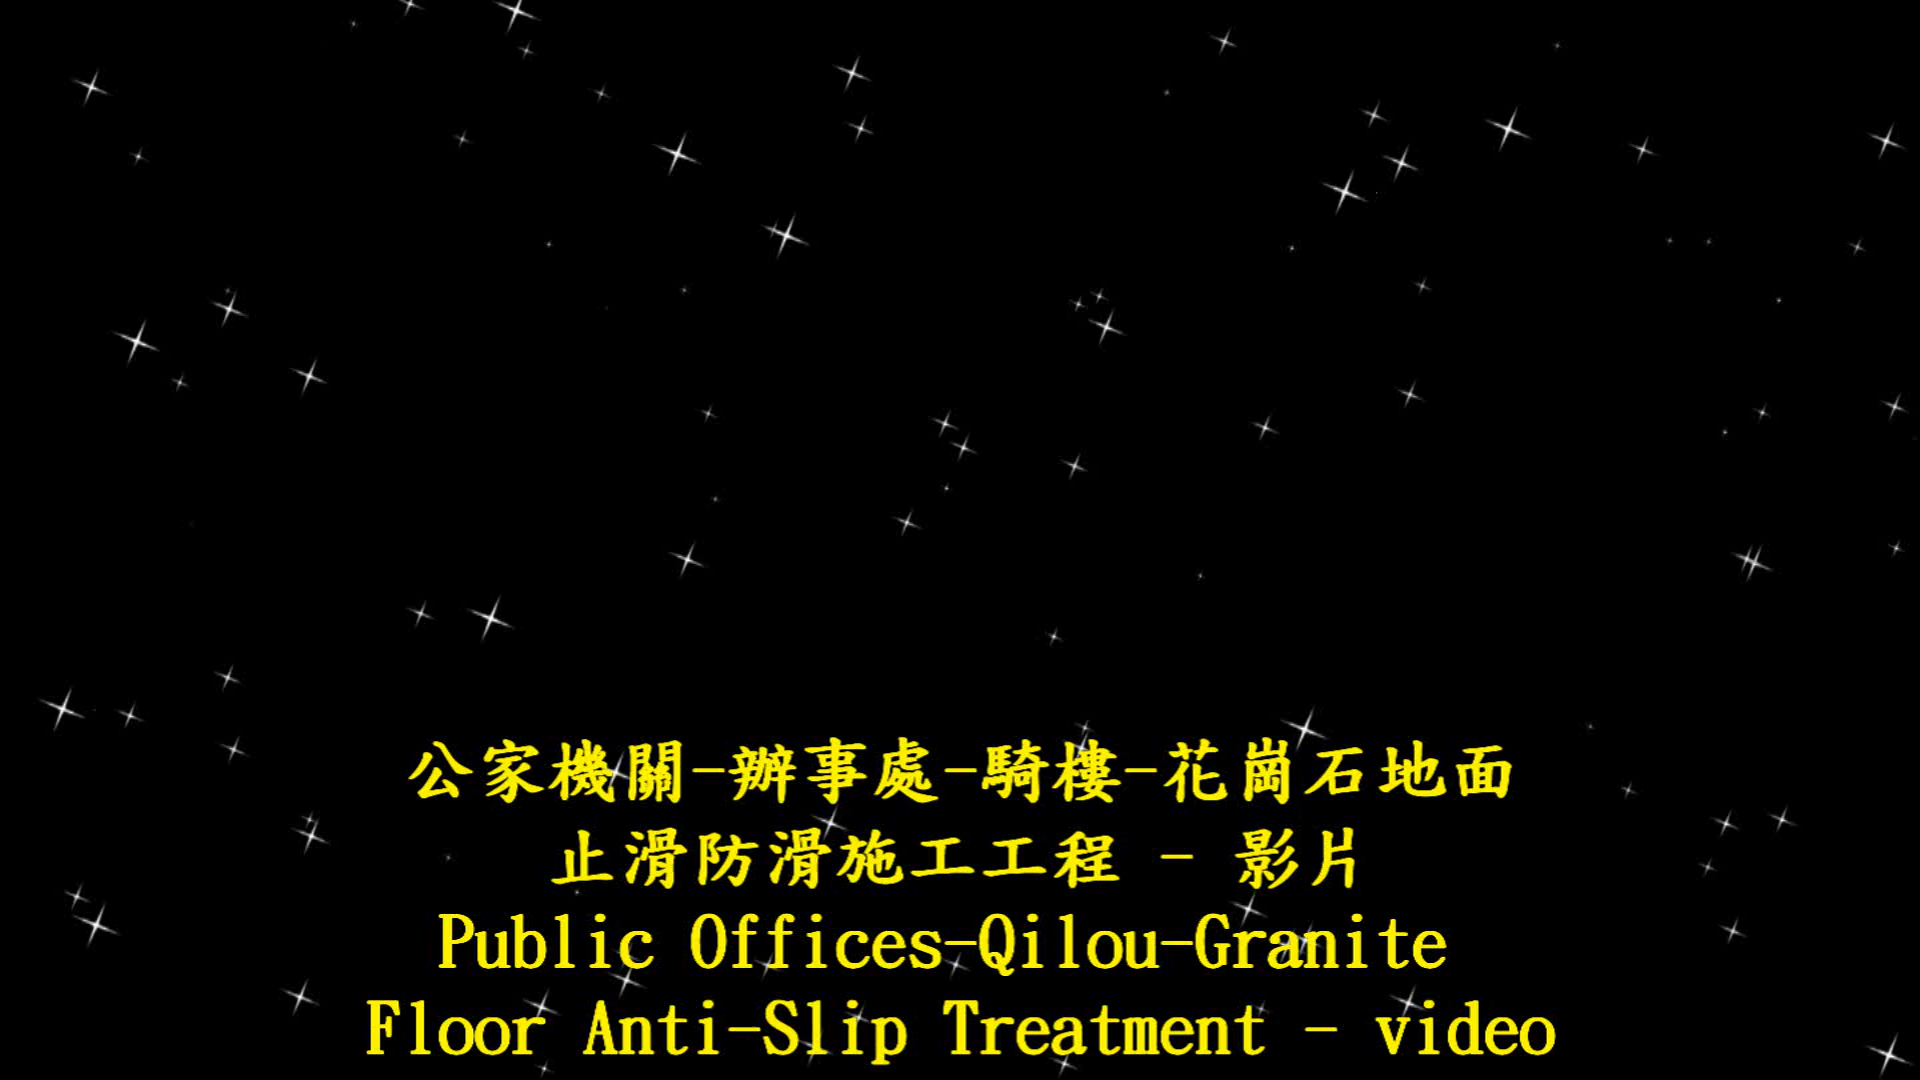 公家機關-辦事處-騎樓-花崗石地面
止滑防滑施工工程 - 影片
Public Offices-Qilou-Granite
Floor Anti-Slip Treatment - video